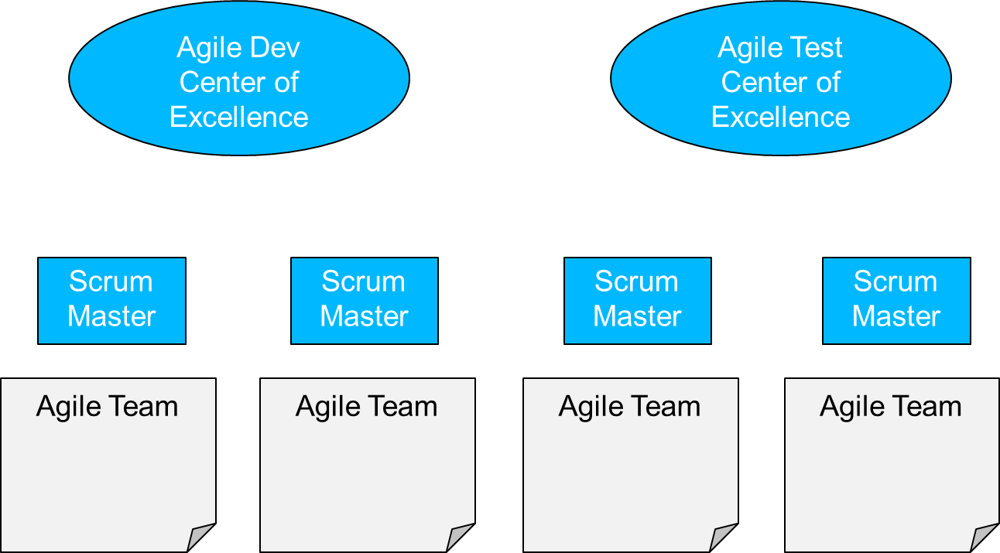 Agile Dev
Center of
Excellence
Agile Test
Center of
Excellence
Scrum
Master
Scrum
Master
Scrum
Master
Scrum
Master
Agile Team
Agile Team
Agile Team
Agile Team